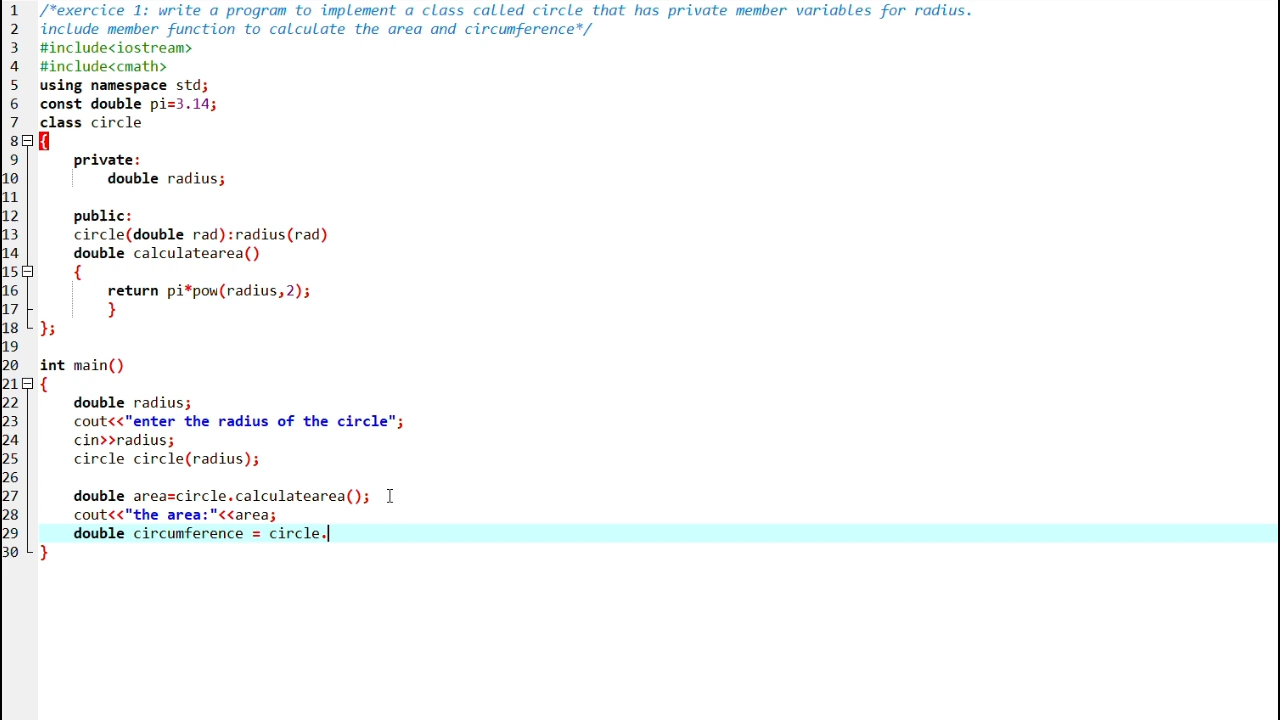 1 /*exercice 1: write a program to implement a class called circle that has private member variables for radius.
2 include member function to calculate the area and circumference*/
3 #include<iostream>
4 #include<cmath>
5 using namespace std;
6 const double pi=3.14;
7 class circle
8 {
9 private:
10 double radius;
11
12 public:
13 circle(double rad):radius(rad)
14 double calculatearea()
15 {
16 return pi*pow(radius,2);
17 }
18 };
19
20 int main()
21 {
22 double radius;
23 cout<<"enter the radius of the circle";
24 cin>>radius;
25 circle circle(radius);
26
27 double area=circle.calculatearea();
28 cout<<"the area:"<<area;
29 double circumference = circle.
30 }